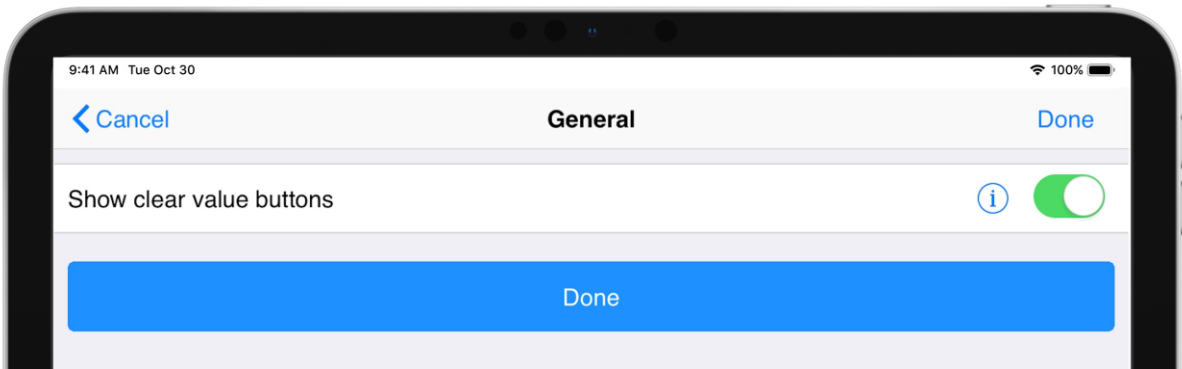 9:41 AM Tue Oct 30 100%
Cancel General Done
Show clear value buttons i
Done